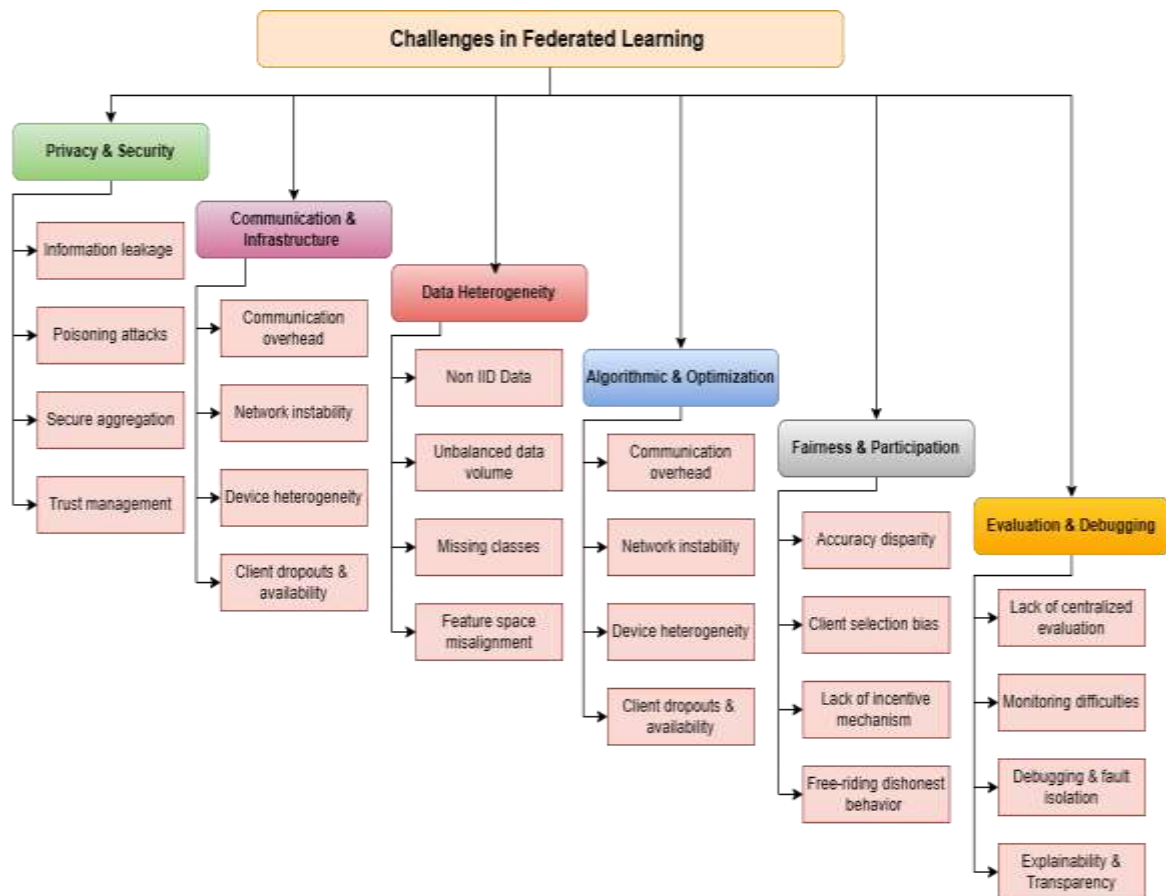 Challenges in Federated Learning
Privacy & Security
Information leakage
Poisoning attacks
Secure aggregation
Trust management
Communication &
Infrastructure
Communication
overhead
Network instability
Device heterogeneity
Client dropouts &
availability
Data Heterogeneity
Non IID Data
Unbalanced data
volume
Missing classes
Feature space
misalignment
Algorithmic & Optimization
Communication
overhead
Network instability
Device heterogeneity
Client dropouts &
availability
Fairness & Participation
Accuracy disparity
Client selection bias
Lack of incentive
mechanism
Free-riding dishonest
behavior
Evaluation & Debugging
Lack of centralized
evaluation
Monitoring difficulties
Debugging & fault
isolation
Explainability &
Transparency